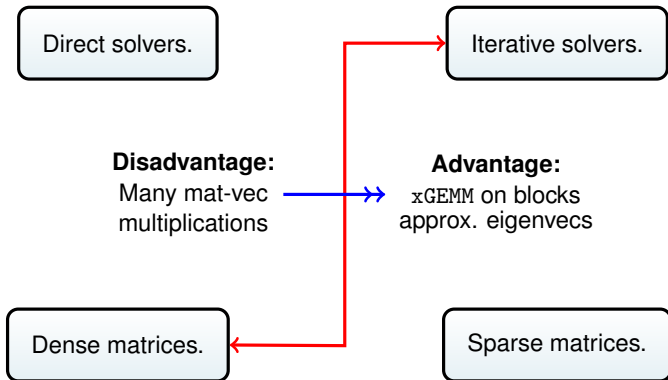 Direct solvers.
Iterative solvers.
Disadvantage:
Many mat-vec
multiplications
Advantage:
xGEMM on blocks
approx. eigenvecs
Dense matrices.
Sparse matrices.